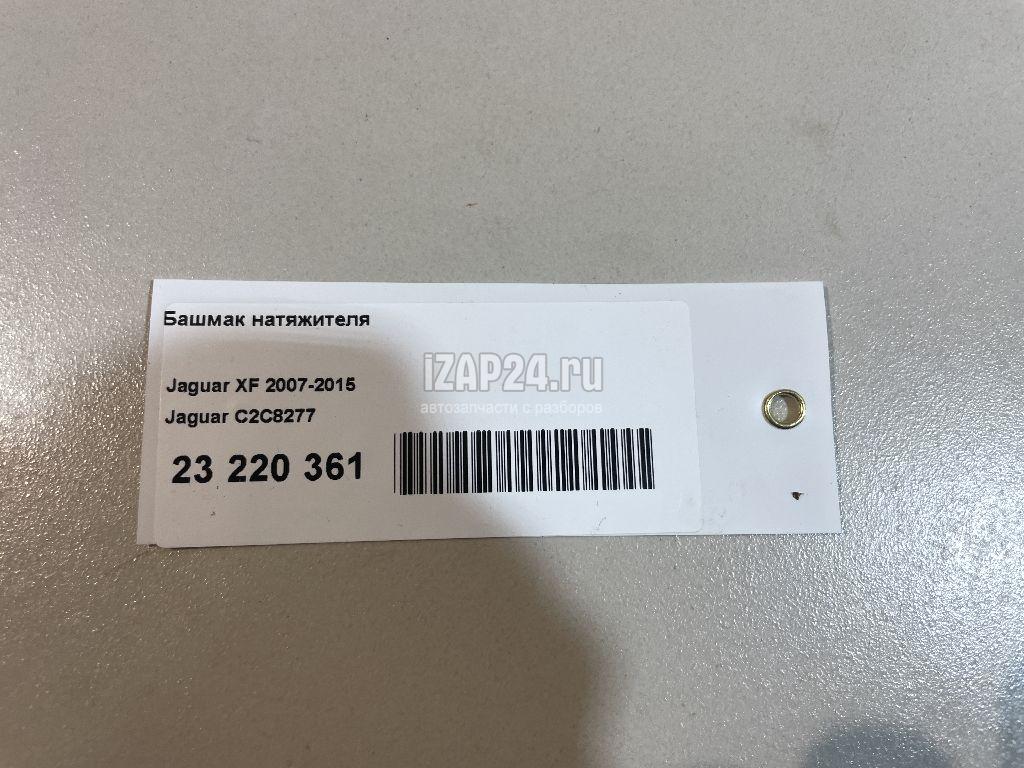 Башмак натяжителя
iZAP24.ru
автозапчасти с разборов
Jaguar XF 2007-2015
Jaguar C2C8277
23 220 361